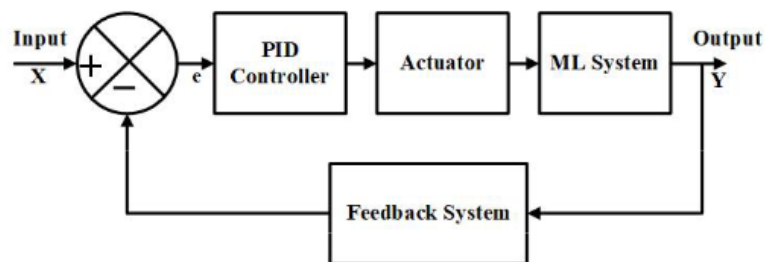 Input
X
+
−
e
PID
Controller
Actuator
ML System
Output
Y
Feedback System